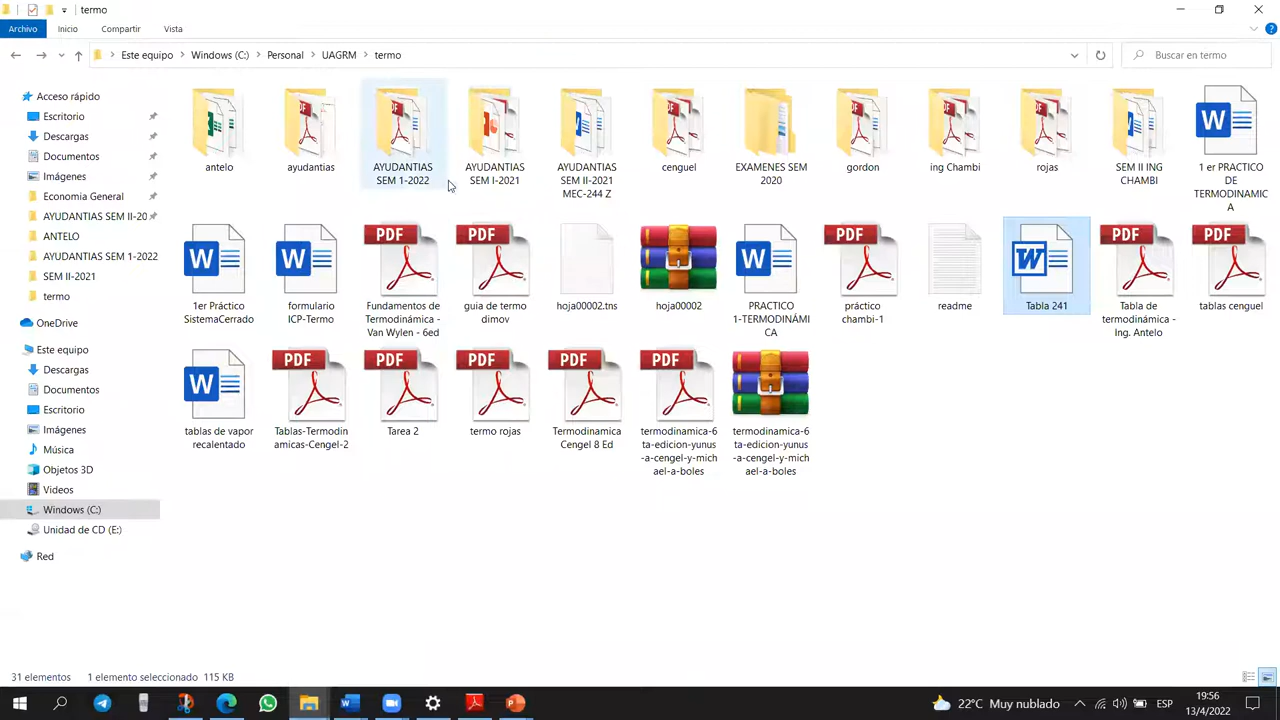 termo
Archivo Inicio Compartir Vista
Este equipo Windows (C:) Personal UAGRM termo
Buscar en termo
Acceso rápido
Escritorio
Descargas
Documentos
Imágenes
Economia General
AYUDANTIAS SEM II-20
ANTELO
AYUDANTIAS SEM 1-2022
SEM II-2021
termo
OneDrive
Este equipo
Descargas
Documentos
Escritorio
Imágenes
Música
Objetos 3D
Videos
Windows (C:)
Unidad de CD (E:)
Red
antelo
ayudantias
AYUDANTIAS
SEM 1-2022
AYUDANTIAS
SEM I-2021
AYUDANTIAS
SEM II-2021
MEC-244 Z
cenguel
EXAMENES SEM
2020
gordon
ing Chambi
rojas
SEM II ING
CHAMBI
1 er PRACTICO
DE
TERMODINAMIC
A
1er Práctico
SistemaCerrado
formulario
ICP-Termo
Fundamentos de
Termodinámica -
Van Wylen - 6ed
guia de termo
dimov
hoja00002.tns
hoja00002
PRACTICO
1-TERMODINÁMI
CA
práctico
chambi-1
readme
Tabla 241
Tabla de
termodinámica -
Ing. Antelo
tablas cenguel
tablas de vapor
recalentado
Tablas-Termodin
amicas-Cengel-2
Tarea 2
termo rojas
Termodinamica
Cengel 8 Ed
termodinamica-6
ta-edicion-yunus
-a-cengel-y-mich
ael-a-boles
termodinamica-6
ta-edicion-yunus
-a-cengel-y-mich
ael-a-boles
31 elementos 1 elemento seleccionado 115 KB
22°C Muy nublado ESP 19:56
13/4/2022